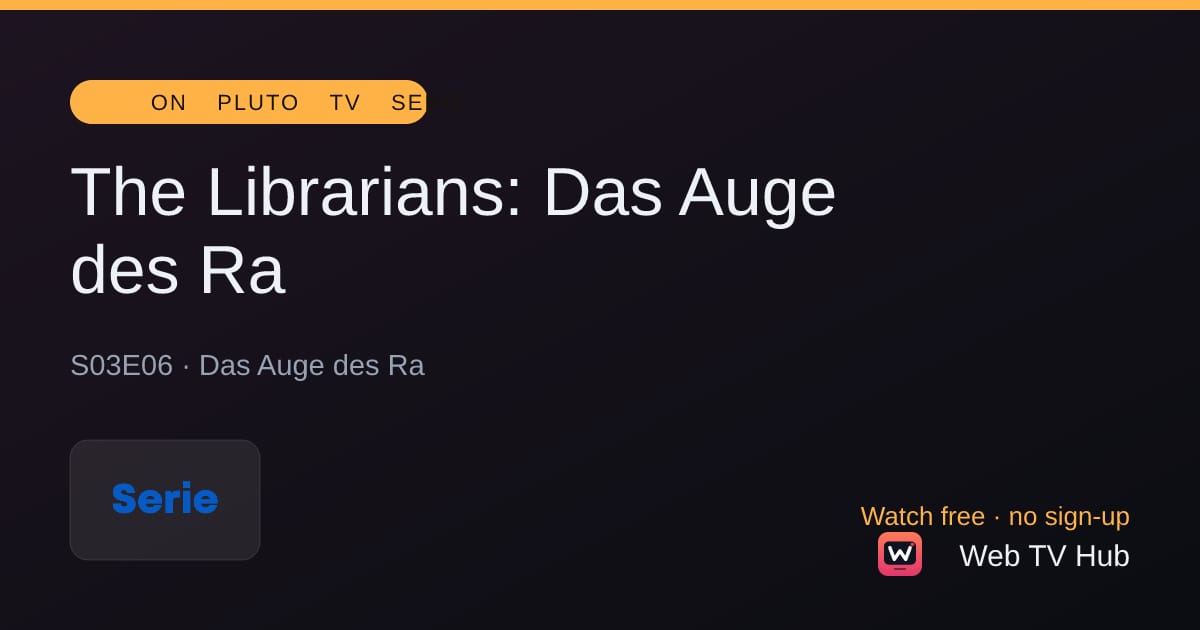 ON PLUTO TV SE
The Librarians: Das Auge
des Ra
S03E06 · Das Auge des Ra
Serie
Watch free · no sign-up
W
Web TV Hub